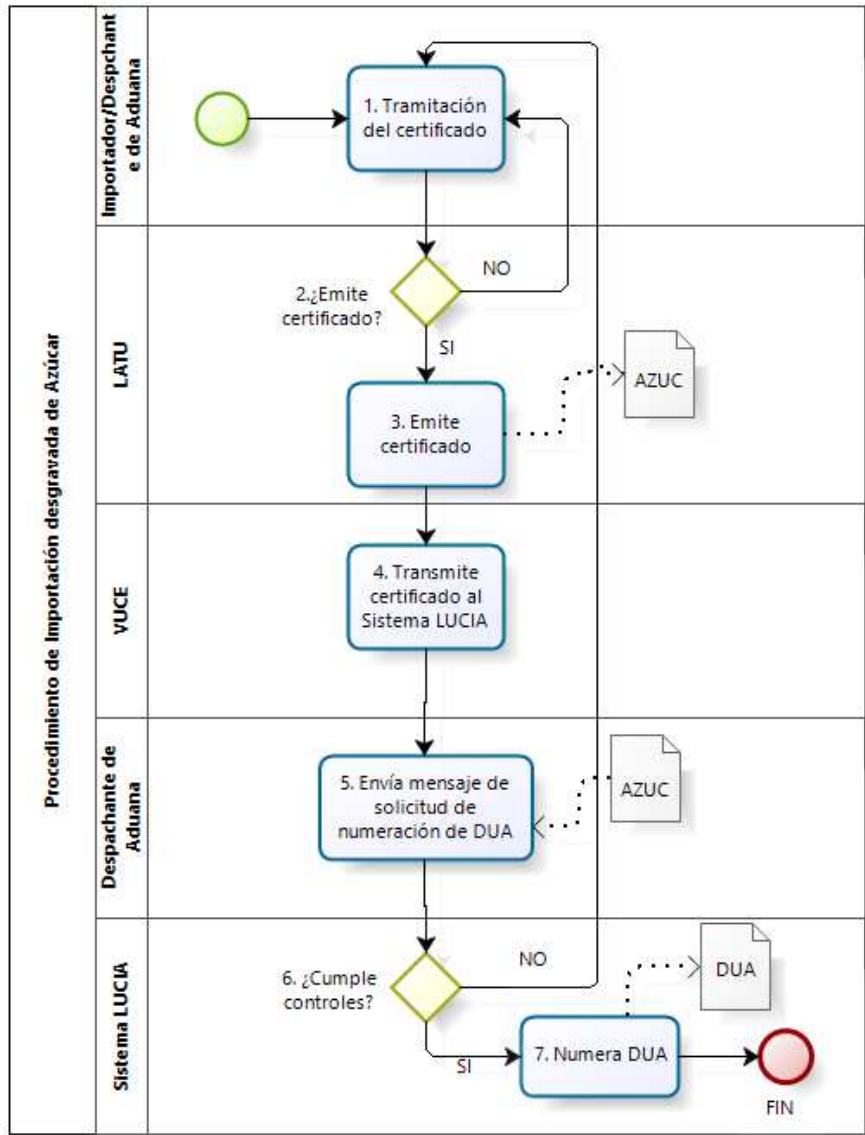 Procedimiento de Importación desgravada de Azúcar
Importador/Despchant
e de Aduana
1. Tramitación
del certificado
LATU
2.¿Emite
certificado?
NO
SI
3. Emite
certificado
AZUC
VUCE
4. Transmite
certificado al
Sistema LUCIA
Despachante de
Aduana
5. Envía mensaje de
solicitud de
numeración de DUA
AZUC
Sistema LUCIA
6. ¿Cumple
controles?
NO
SI
7. Numera DUA
DUA
FIN